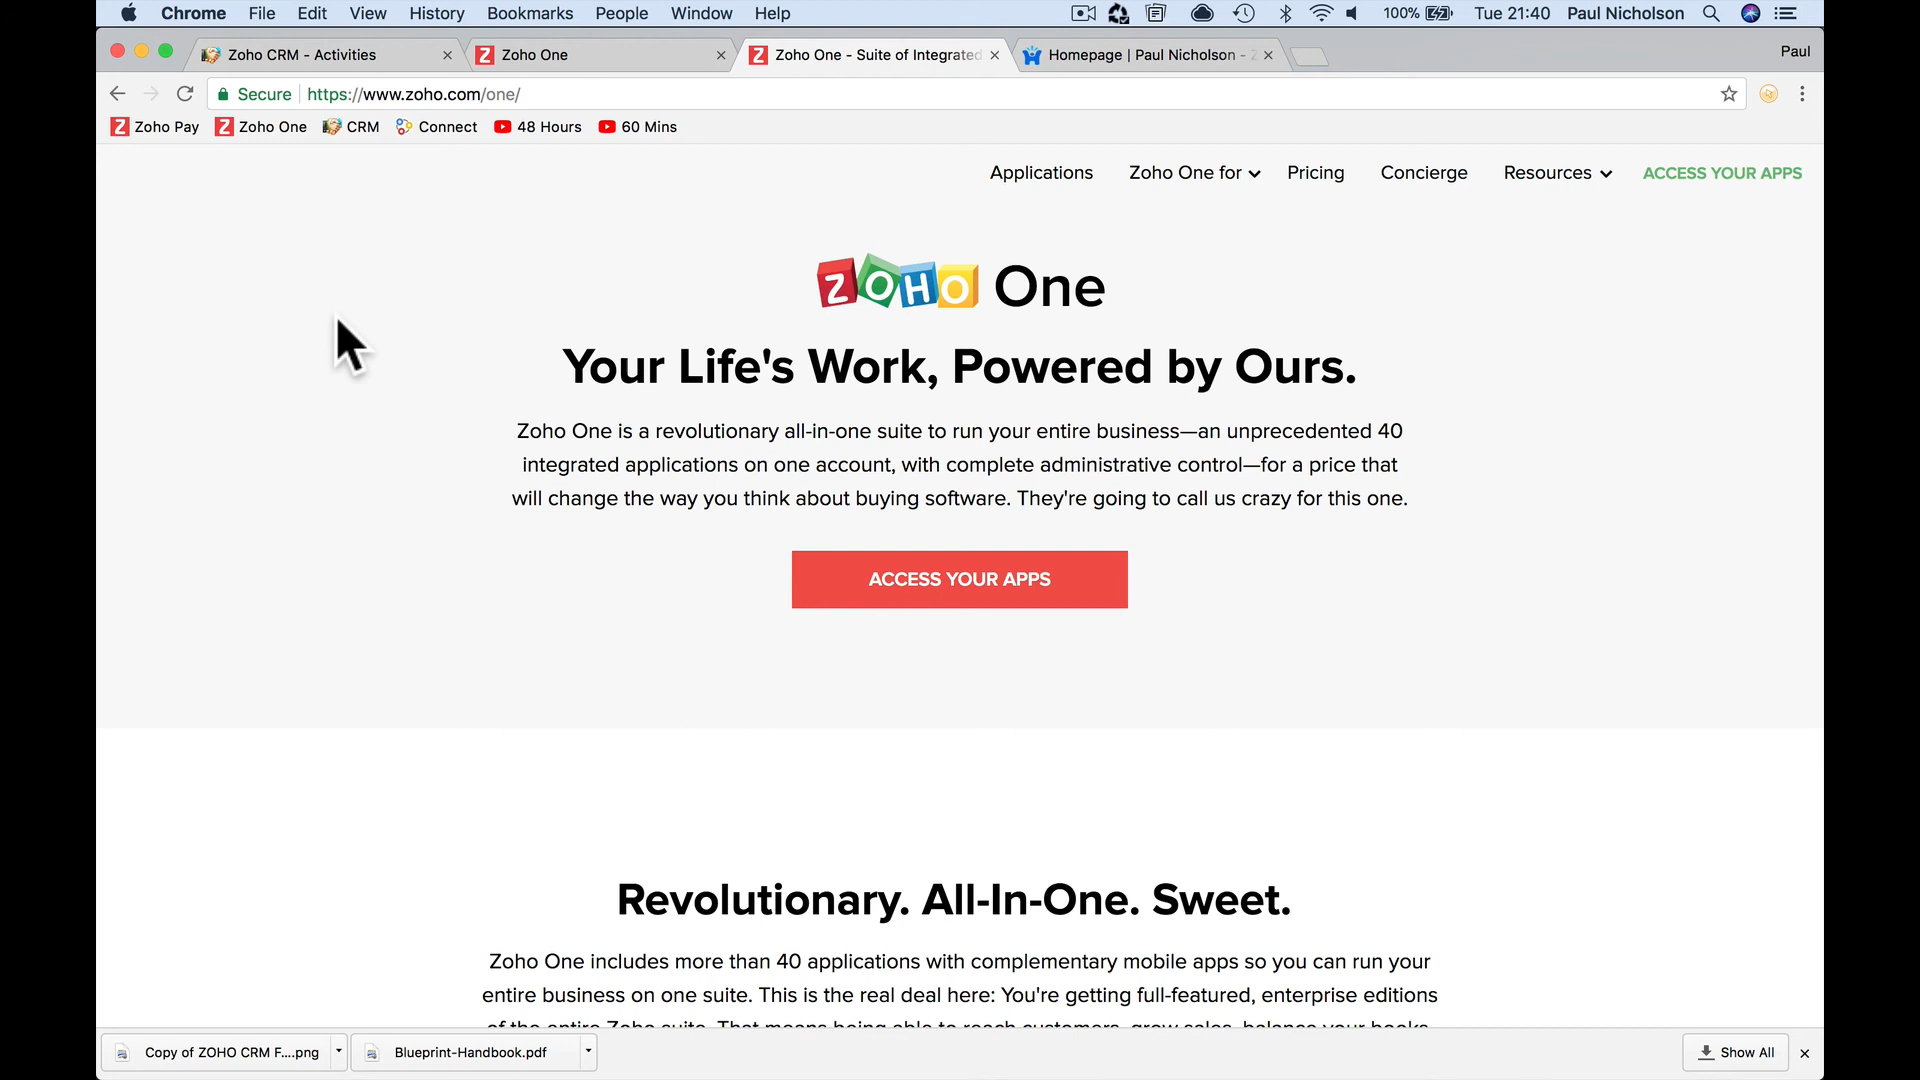 Chrome File Edit View History Bookmarks People Window Help 100% Tue 21:40 Paul Nicholson
Zoho CRM - Activities Zoho One Zoho One - Suite of Integrated Homepage | Paul Nicholson - Z Paul
Secure https://www.zoho.com/one/
Zoho Pay Zoho One CRM Connect 48 Hours 60 Mins
Applications Zoho One for Pricing Concierge Resources ACCESS YOUR APPS
ZOHO One
Your Life's Work, Powered by Ours.
Zoho One is a revolutionary all-in-one suite to run your entire business—an unprecedented 40
integrated applications on one account, with complete administrative control—for a price that
will change the way you think about buying software. They're going to call us crazy for this one.
ACCESS YOUR APPS
Revolutionary. All-In-One. Sweet.
Zoho One includes more than 40 applications with complementary mobile apps so you can run your
entire business on one suite. This is the real deal here: You're getting full-featured, enterprise editions
of the entire Zoho suite. That means being able to reach customers, grow sales, balance your books,
Copy of ZOHO CRM F....png Blueprint-Handbook.pdf Show All